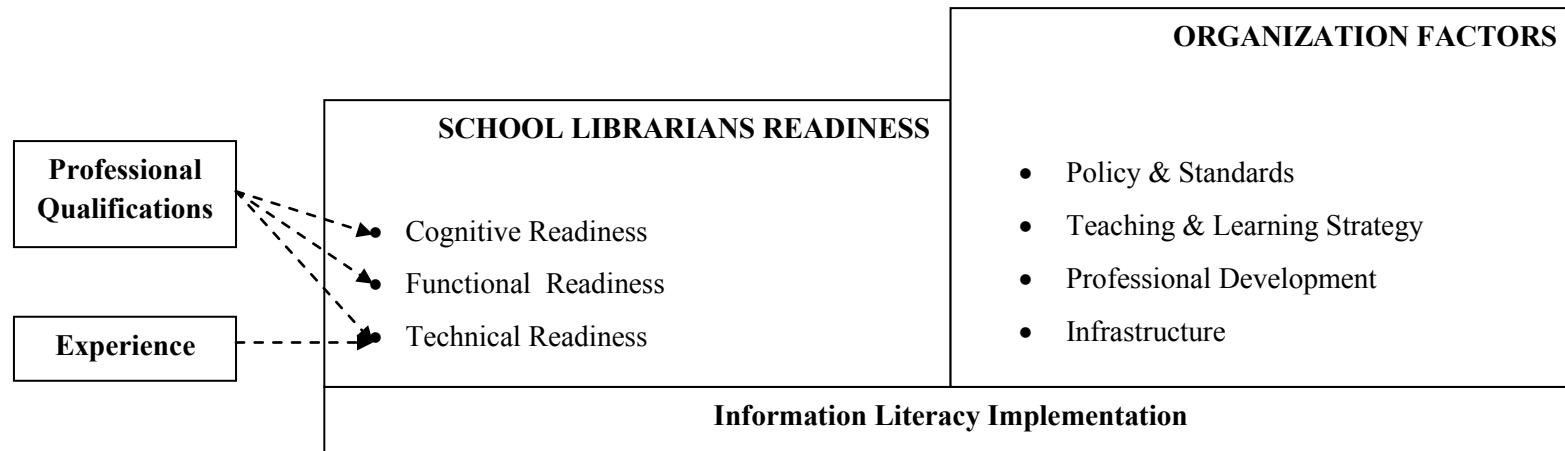 ORGANIZATION FACTORS
SCHOOL LIBRARIANS READINESS
Professional
Qualifications
Experience
• Cognitive Readiness
• Functional  Readiness
• Technical Readiness
• Policy & Standards
• Teaching & Learning Strategy
• Professional Development
• Infrastructure
Information Literacy Implementation